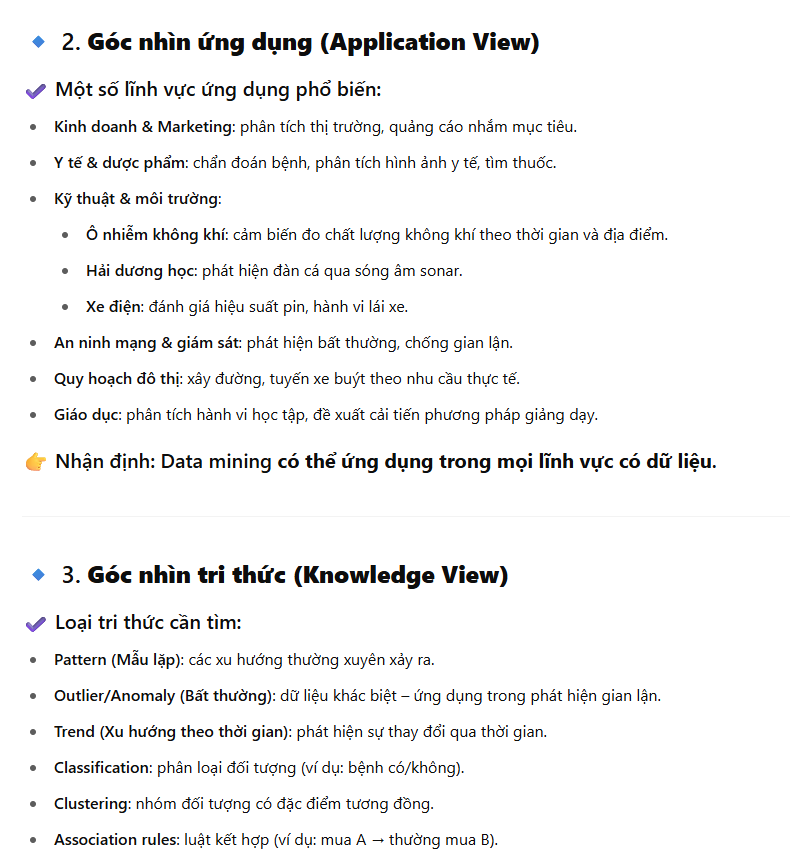 2. Góc nhìn ứng dụng (Application View)
Một số lĩnh vực ứng dụng phổ biến:
Kinh doanh & Marketing: phân tích thị trường, quảng cáo nhắm mục tiêu.
Y tế & dược phẩm: chẩn đoán bệnh, phân tích hình ảnh y tế, tìm thuốc.
Kỹ thuật & môi trường:
Ô nhiễm không khí: cảm biến đo chất lượng không khí theo thời gian và địa điểm.
Hải dương học: phát hiện đàn cá qua sóng âm sonar.
Xe điện: đánh giá hiệu suất pin, hành vi lái xe.
An ninh mạng & giám sát: phát hiện bất thường, chống gian lận.
Quy hoạch đô thị: xây đường, tuyến xe buýt theo nhu cầu thực tế.
Giáo dục: phân tích hành vi học tập, đề xuất cải tiến phương pháp giảng dạy.
Nhận định: Data mining có thể ứng dụng trong mọi lĩnh vực có dữ liệu.
3. Góc nhìn tri thức (Knowledge View)
Loại tri thức cần tìm:
Pattern (Mẫu lặp): các xu hướng thường xuyên xảy ra.
Outlier/Anomaly (Bất thường): dữ liệu khác biệt – ứng dụng trong phát hiện gian lận.
Trend (Xu hướng theo thời gian): phát hiện sự thay đổi qua thời gian.
Classification: phân loại đối tượng (ví dụ: bệnh có/không).
Clustering: nhóm đối tượng có đặc điểm tương đồng.
Association rules: luật kết hợp (ví dụ: mua A → thường mua B).